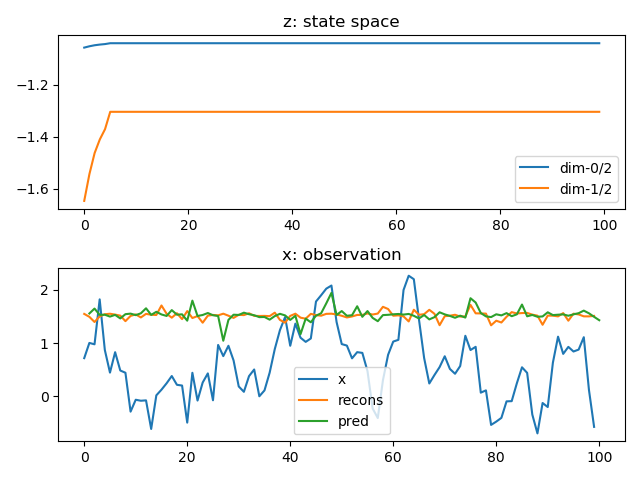 z: state space
−1.2
−1.4
−1.6
dim-0/2
dim-1/2
0 20 40 60 80 100
x: observation
2
1
0
x
recons
pred
0 20 40 60 80 100